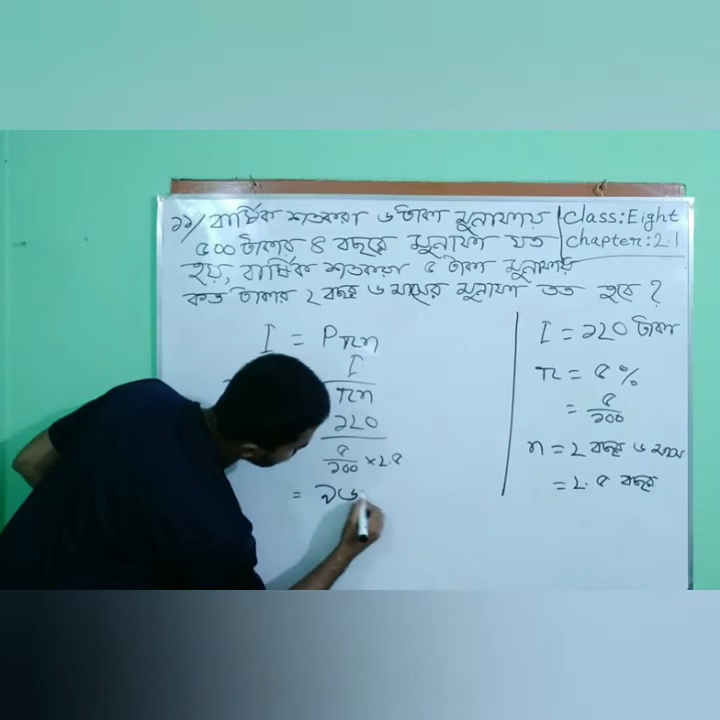 ১১/ বার্ষিক শতকরা ৬ টাকা মুনাফায়
৫০০ টাকার ৪ বছরে মুনাফা যত
হয়, বার্ষিক শতকরা ৫ টাকা মুনাফায়
কত টাকার ২ বছর ৬ মাসের মুনাফা তত হবে ?
Class: Eight
Chapter: 2.1
I = Prn
I
rn
১২০
৫
১০০ × ২.৫
= ৯৬
I = ১২০ টাকা
r = ৫ %
= ৫
১০০
n = ২ বছর ৬ মাস
= ২.৫ বছর